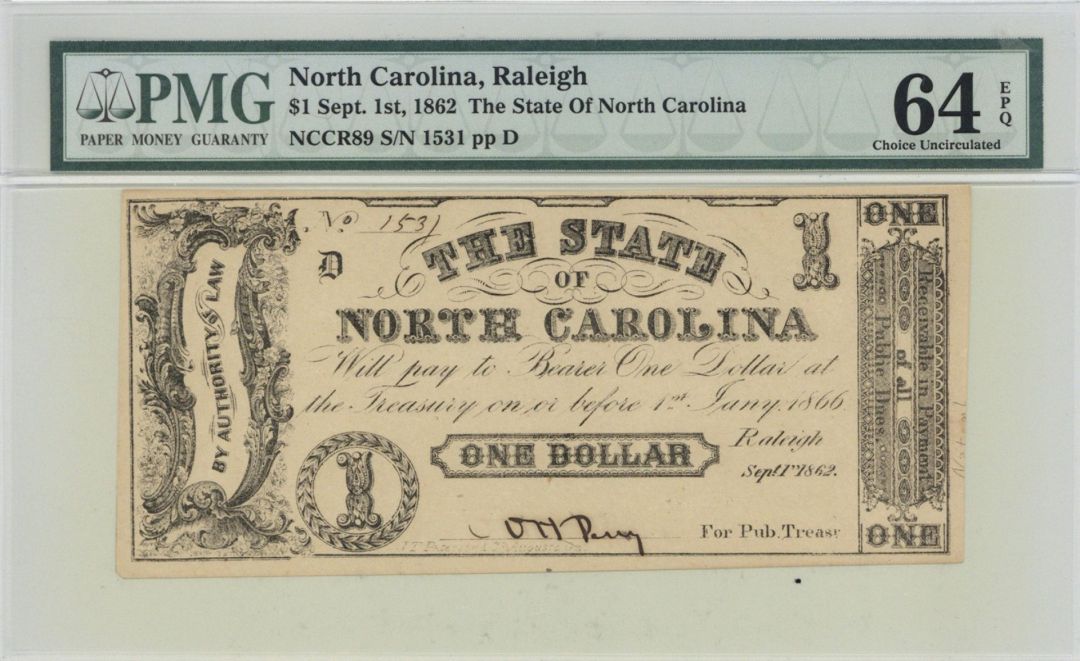 PMG
PAPER MONEY GUARANTY
North Carolina, Raleigh
$1 Sept. 1st, 1862 The State Of North Carolina
NCCR89 S/N 1531 pp D
64
EPQ
Choice Uncirculated
No 1531
D
THE STATE
OF
NORTH CAROLINA
Will pay to Bearer One Dollar at
the Treasury on or before 1st Jany. 1866
ONE DOLLAR
Raleigh
Sept. 1st 1862.
For Pub. Treasr
BY AUTHORITY OF LAW
1
1
ONE
Receivable in Payment
of all
Public Dues
ONE